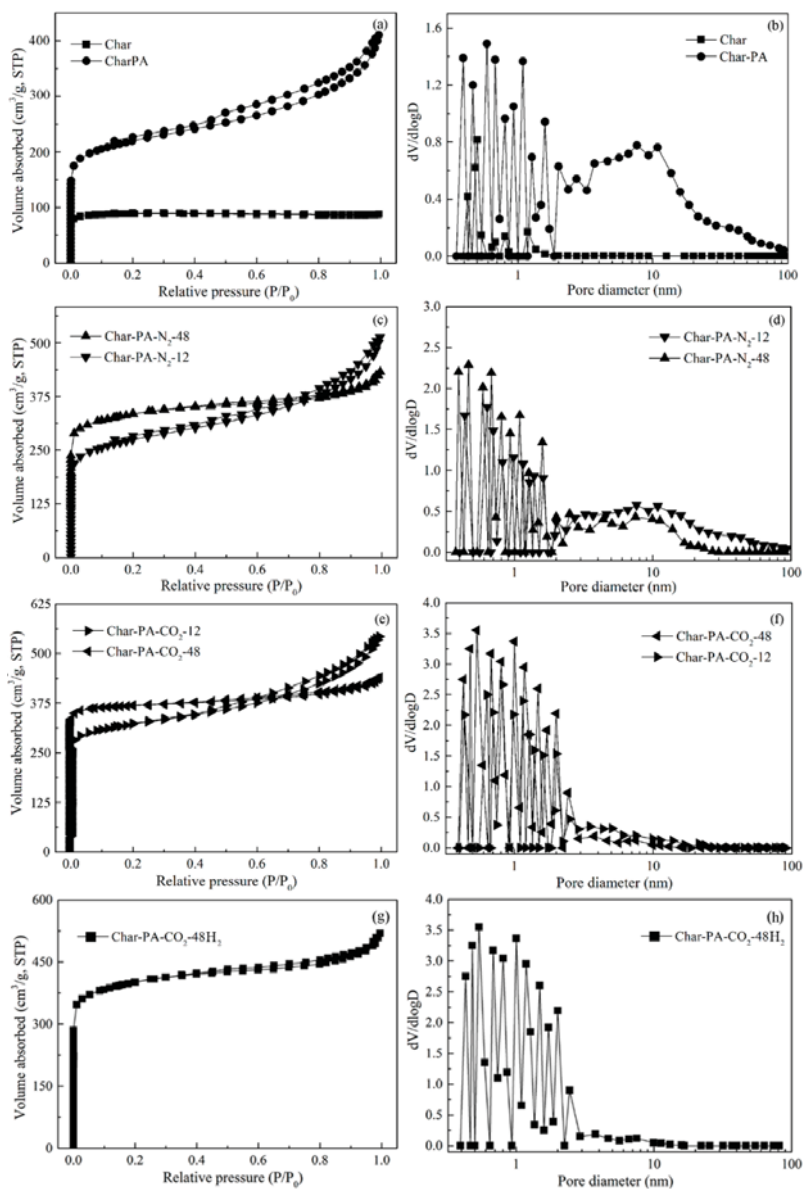 (a)
Char
CharPA
400
300
200
100
0
0.0 0.2 0.4 0.6 0.8 1.0
Relative pressure (P/P₀)
Volume absorbed (cm³/g, STP)
(b)
Char
Char-PA
1.6
1.2
0.8
0.4
0.0
1 10 100
Pore diameter (nm)
dV/dlogD
(c)
Char-PA-N₂-48
Char-PA-N₂-12
500
375
250
125
0
0.0 0.2 0.4 0.6 0.8 1.0
Relative pressure (P/P₀)
Volume absorbed (cm³/g, STP)
(d)
Char-PA-N₂-12
Char-PA-N₂-48
3.0
2.5
2.0
1.5
1.0
0.5
0.0
1 10 100
Pore diameter (nm)
dV/dlogD
(e)
Char-PA-CO₂-12
Char-PA-CO₂-48
625
500
375
250
125
0
0.0 0.2 0.4 0.6 0.8 1.0
Relative pressure (P/P₀)
Volume absorbed (cm³/g, STP)
(f)
Char-PA-CO₂-48
Char-PA-CO₂-12
4.0
3.5
3.0
2.5
2.0
1.5
1.0
0.5
0.0
1 10 100
Pore diameter (nm)
dV/dlogD
(g)
Char-PA-CO₂-48H₂
600
450
300
150
0
0.0 0.2 0.4 0.6 0.8 1.0
Relative pressure (P/P₀)
Volume absorbed (cm³/g, STP)
(h)
Char-PA-CO₂-48H₂
4.0
3.5
3.0
2.5
2.0
1.5
1.0
0.5
0.0
1 10 100
Pore diameter (nm)
dV/dlogD